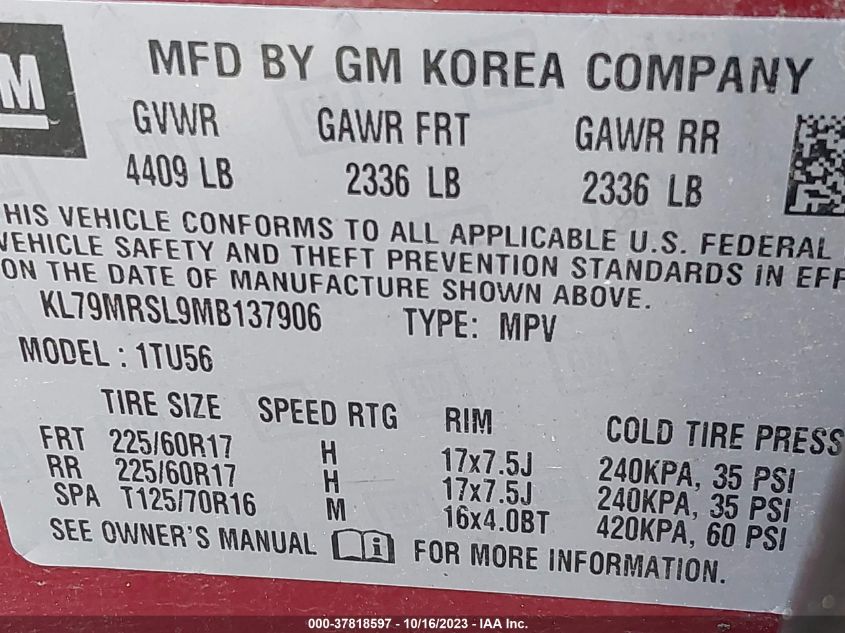 GM
MFD BY GM KOREA COMPANY
GVWR GAWR FRT GAWR RR
4409 LB 2336 LB 2336 LB
HIS VEHICLE CONFORMS TO ALL APPLICABLE U.S. FEDERAL
VEHICLE SAFETY AND THEFT PREVENTION STANDARDS IN EFF
ON THE DATE OF MANUFACTURE SHOWN ABOVE.
KL79MRSL9MB137906 TYPE: MPV
MODEL : 1TU56
TIRE SIZE SPEED RTG RIM COLD TIRE PRESS
FRT 225/60R17 H 17x7.5J 240KPA, 35 PSI
RR 225/60R17 H 17x7.5J 240KPA, 35 PSI
SPA T125/70R16 M 16x4.0BT 420KPA, 60 PSI
SEE OWNER'S MANUAL i FOR MORE INFORMATION.
000-37818597 - 10/16/2023 - IAA Inc.